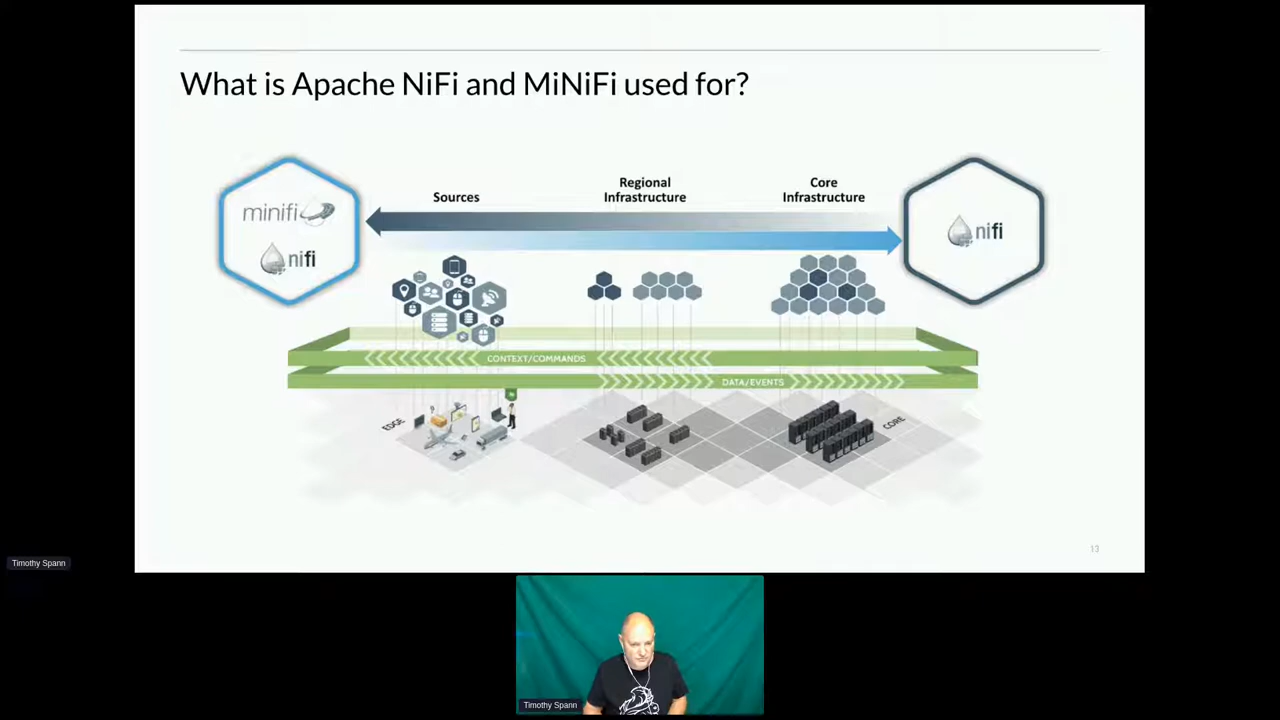 What is Apache NiFi and MiNiFi used for?
Sources
Regional
Infrastructure
Core
Infrastructure
minifi
nifi
nifi
CONTEXT/COMMANDS
DATA/EVENTS
EDGE
CORE
13
Timothy Spann
Timothy Spann